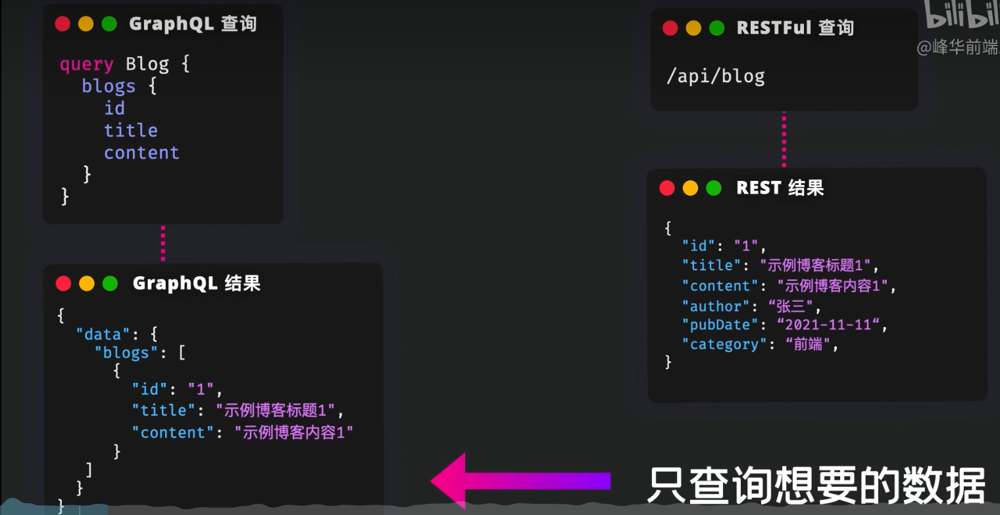 GraphQL 查询
query Blog {
blogs {
id
title
content
}
}
GraphQL 结果
{
"data": {
"blogs": [
{
"id": "1",
"title": "示例博客标题1",
"content": "示例博客内容1"
}
]
}
}
RESTFul 查询
/api/blog
REST 结果
{
"id": "1",
"title": "示例博客标题1",
"content": "示例博客内容1",
"author": “张三",
"pubDate": “2021-11-11“,
"category": “前端",
}
只查询想要的数据
bilibili
@峰华前端